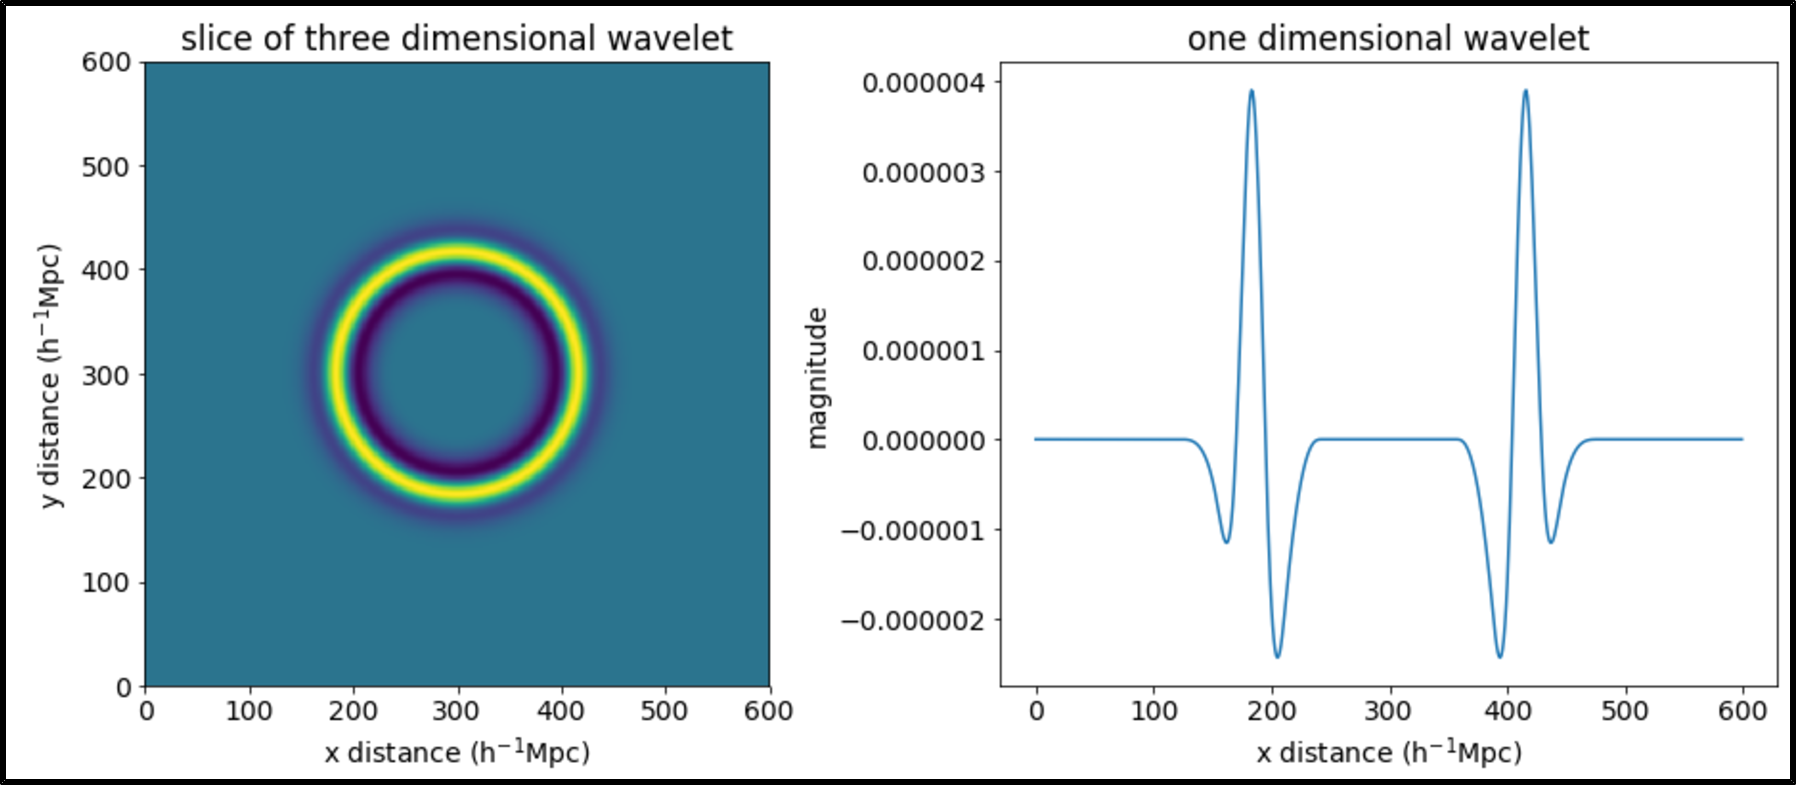 slice of three dimensional wavelet
600
500
400
300
200
100
0
y distance (h⁻¹Mpc)
0 100 200 300 400 500 600
x distance (h⁻¹Mpc)
one dimensional wavelet
0.000004
0.000003
0.000002
0.000001
0.000000
−0.000001
−0.000002
magnitude
0 100 200 300 400 500 600
x distance (h⁻¹Mpc)